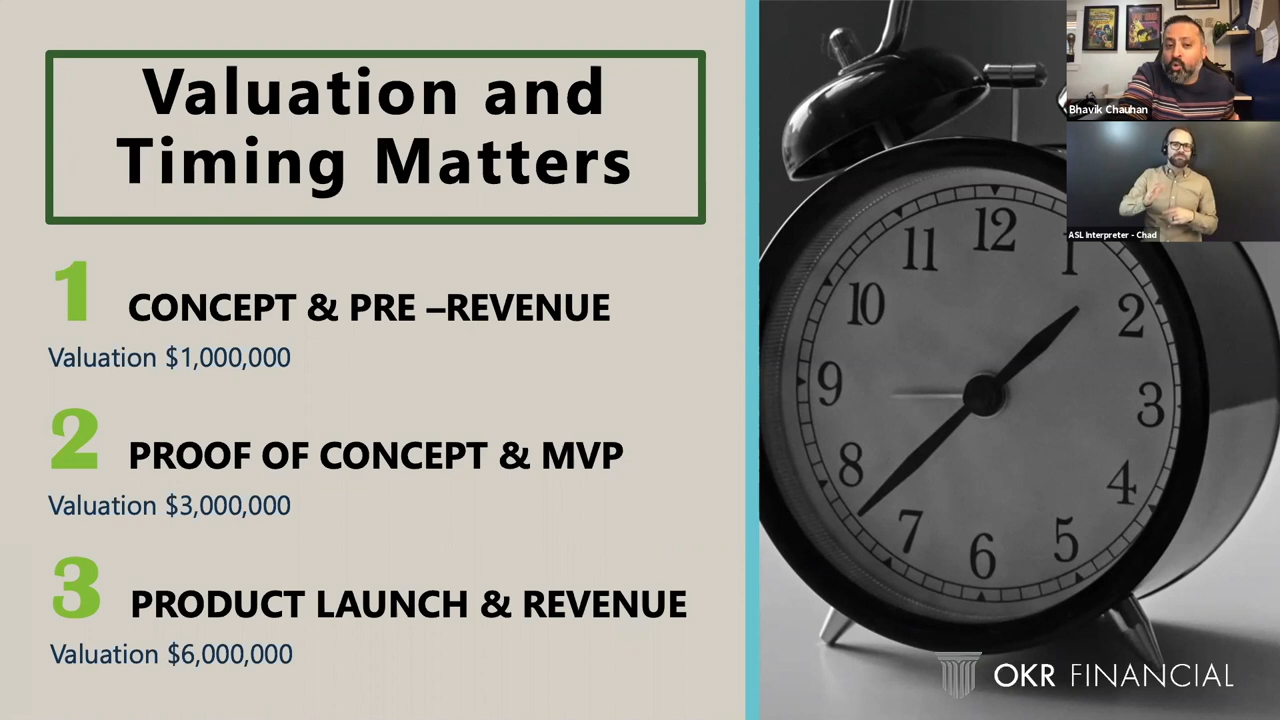 Valuation and
Timing Matters
1 CONCEPT & PRE –REVENUE
Valuation $1,000,000
2 PROOF OF CONCEPT & MVP
Valuation $3,000,000
3 PRODUCT LAUNCH & REVENUE
Valuation $6,000,000
12
11
1
10
2
9
3
8
4
7
5
6
OKR FINANCIAL
Bhavik Chauhan
ASL Interpreter - Chad